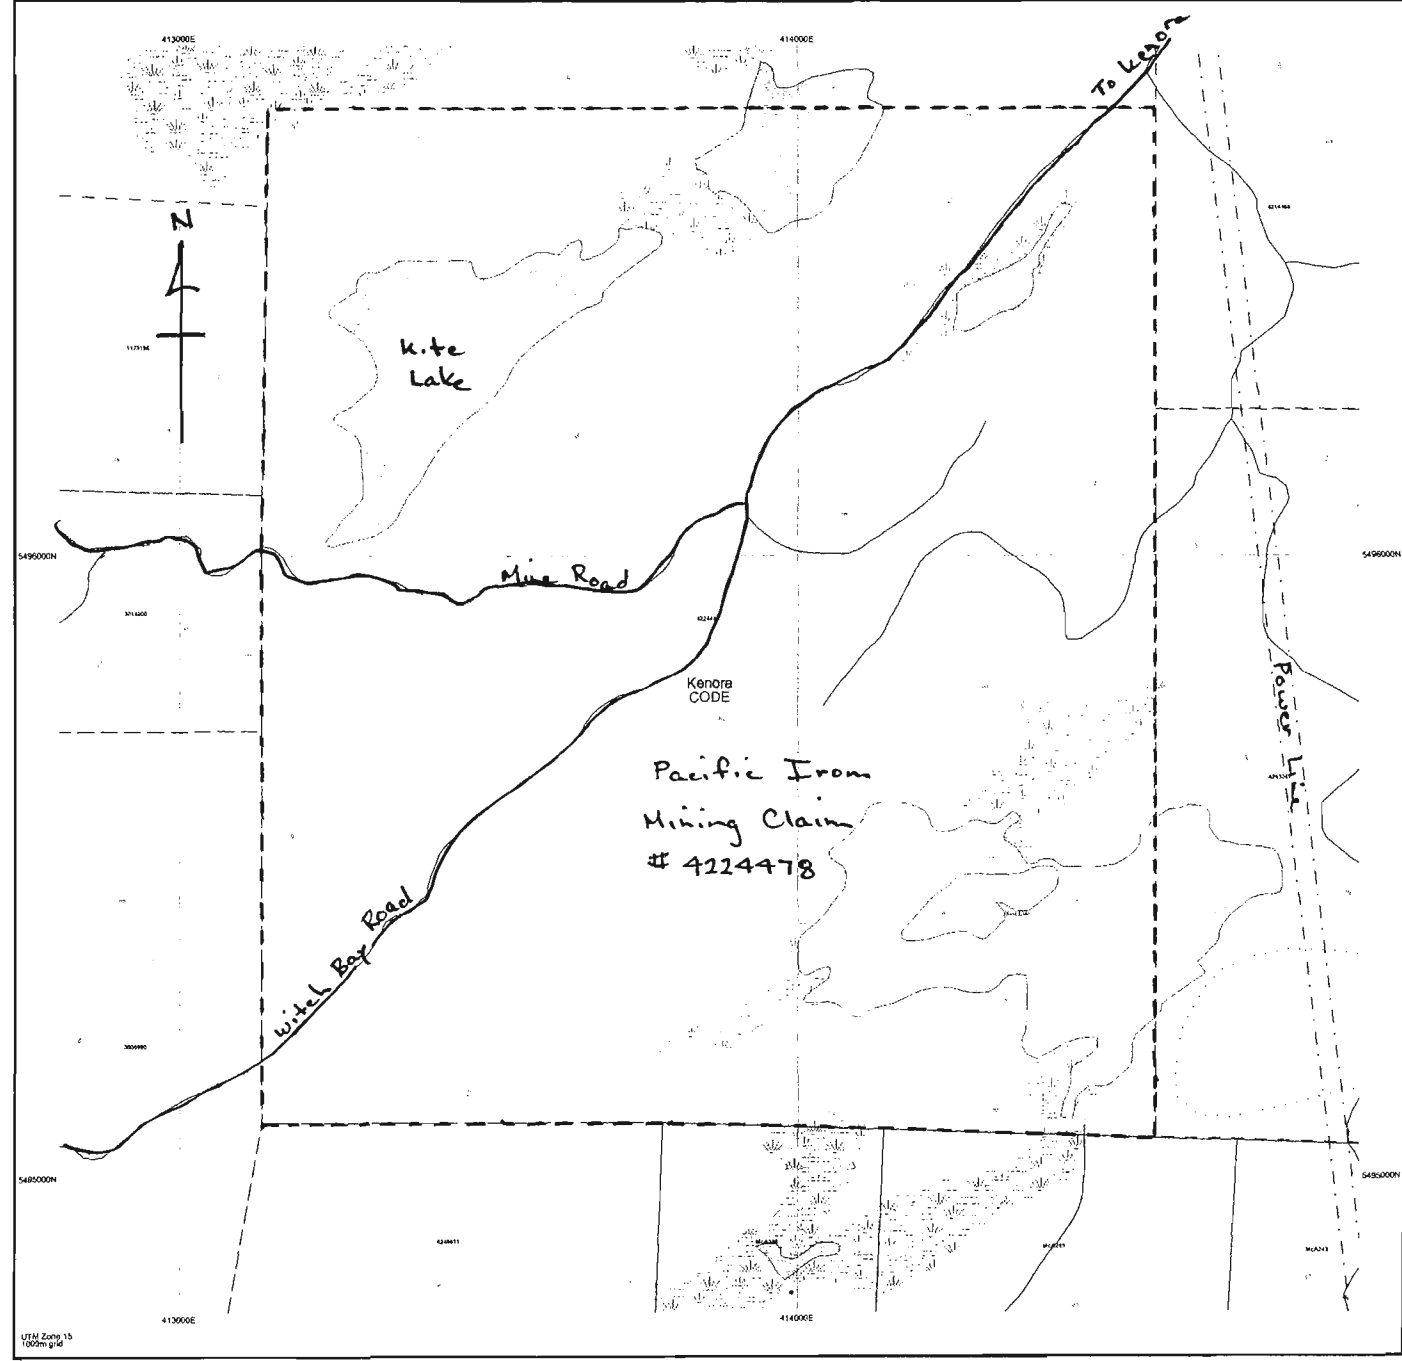 413000E
414000E
To Kenora
N
Kite
Lake
5496000N
5496000N
Mine Road
Kenora
CODE
Power Line
Pacific Iron
Mining Claim
# 4224478
Witch Bay Road
5495000N
5495000N
413000E
414000E
UTM Zone 15
1000m grid